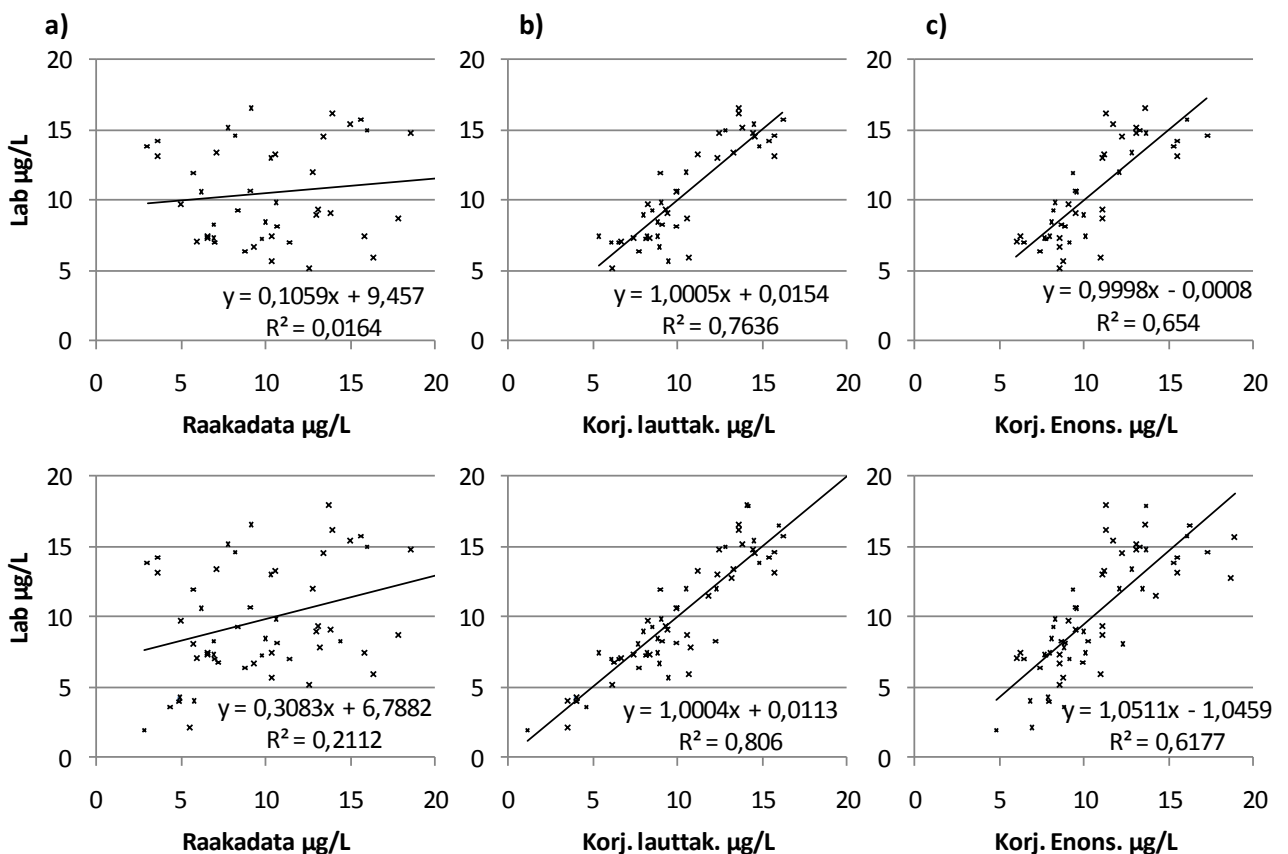 a) b) c)
Lab µg/L
20 20 20
15 15 15
10 10 10
5 5 5
0 0 0
y = 0,1059x + 9,457
R² = 0,0164
y = 1,0005x + 0,0154
R² = 0,7636
y = 0,9998x - 0,0008
R² = 0,654
0 5 10 15 20 0 5 10 15 20 0 5 10 15 20
Raakadata µg/L Korj. lauttak. µg/L Korj. Enons. µg/L
Lab µg/L
20 20 20
15 15 15
10 10 10
5 5 5
0 0 0
y = 0,3083x + 6,7882
R² = 0,2112
y = 1,0004x + 0,0113
R² = 0,806
y = 1,0511x - 1,0459
R² = 0,6177
0 5 10 15 20 0 5 10 15 20 0 5 10 15 20
Raakadata µg/L Korj. lauttak. µg/L Korj. Enons. µg/L